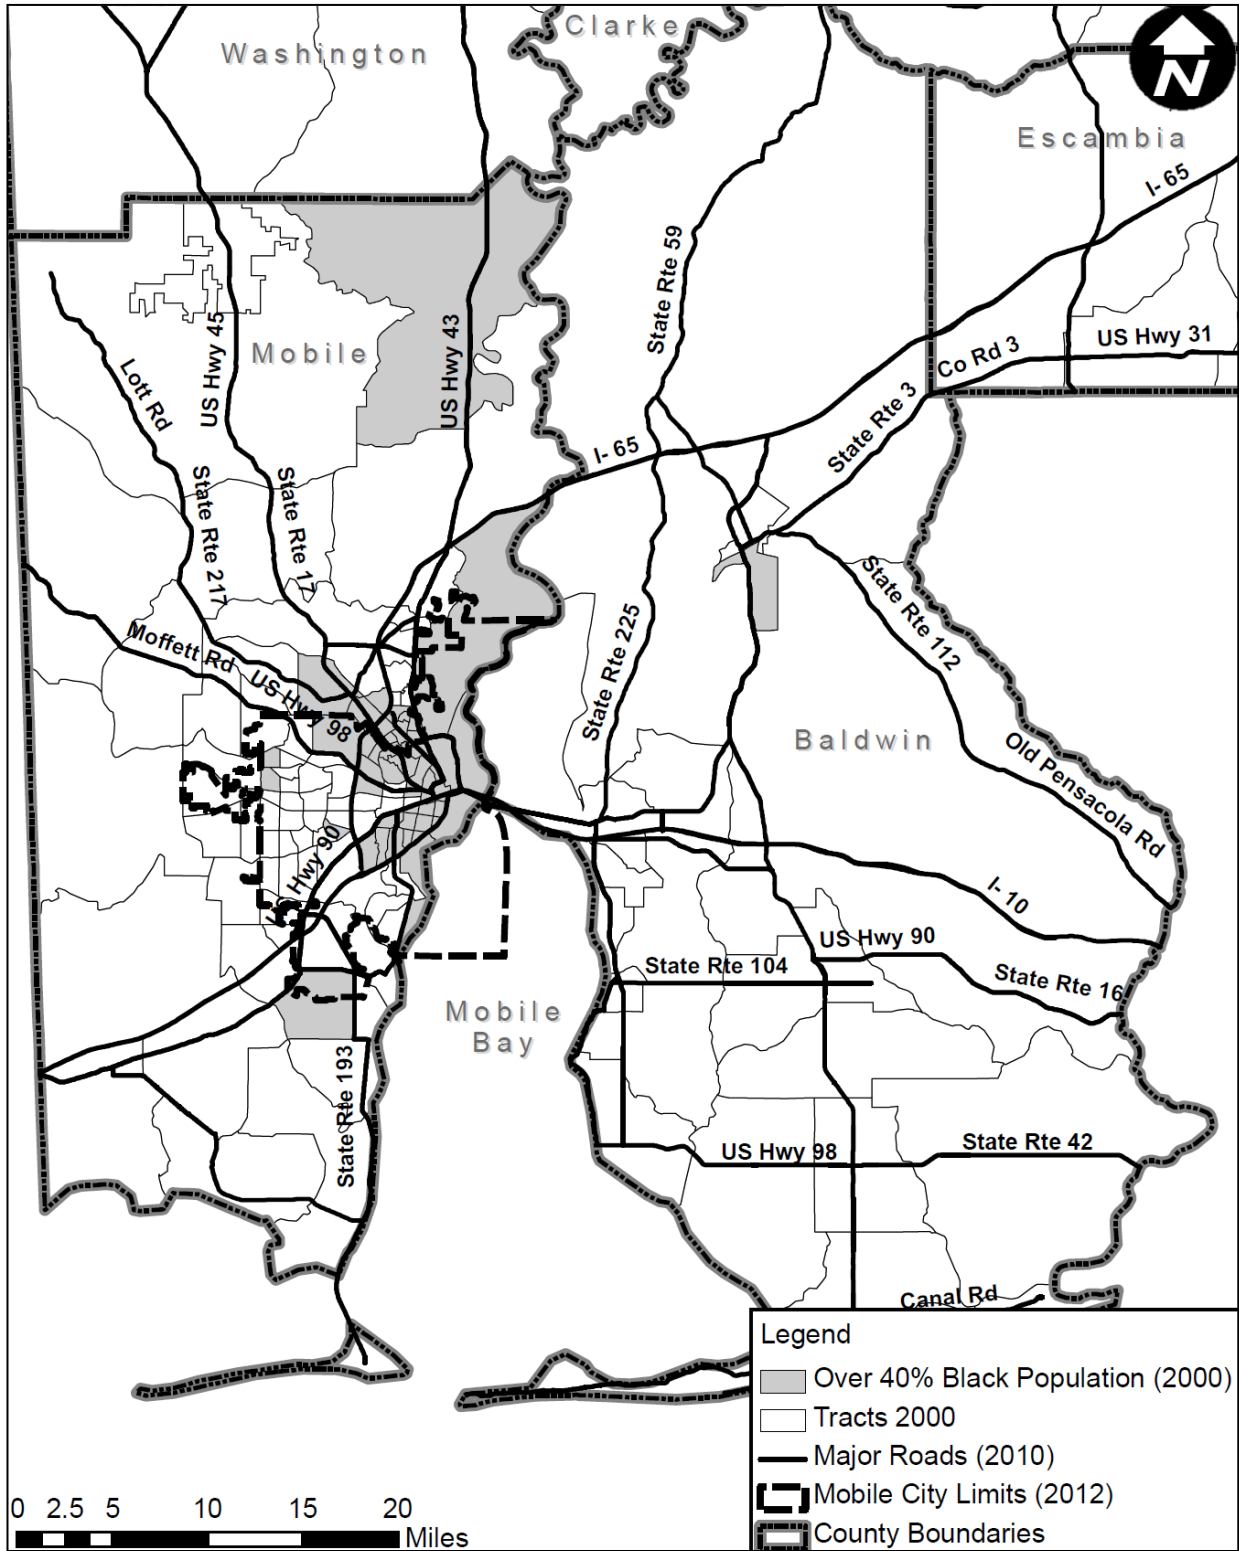 Clarke
Washington
N
Escambia
I- 65
State Rte 59
US Hwy 45
US Hwy 43
Mobile
Lott Rd
Co Rd 3
US Hwy 31
State Rte 3
I- 65
State Rte 217
State Rte 17
State Rte 112
State Rte 225
Moffett Rd
US Hwy 98
Baldwin
Old Pensacola Rd
Hwy 90
I- 10
US Hwy 90
State Rte 104
State Rte 16
Mobile
Bay
State Rte 193
US Hwy 98
State Rte 42
Canal Rd
Legend
Over 40% Black Population (2000)
Tracts 2000
Major Roads (2010)
Mobile City Limits (2012)
County Boundaries
0 2.5 5 10 15 20
Miles